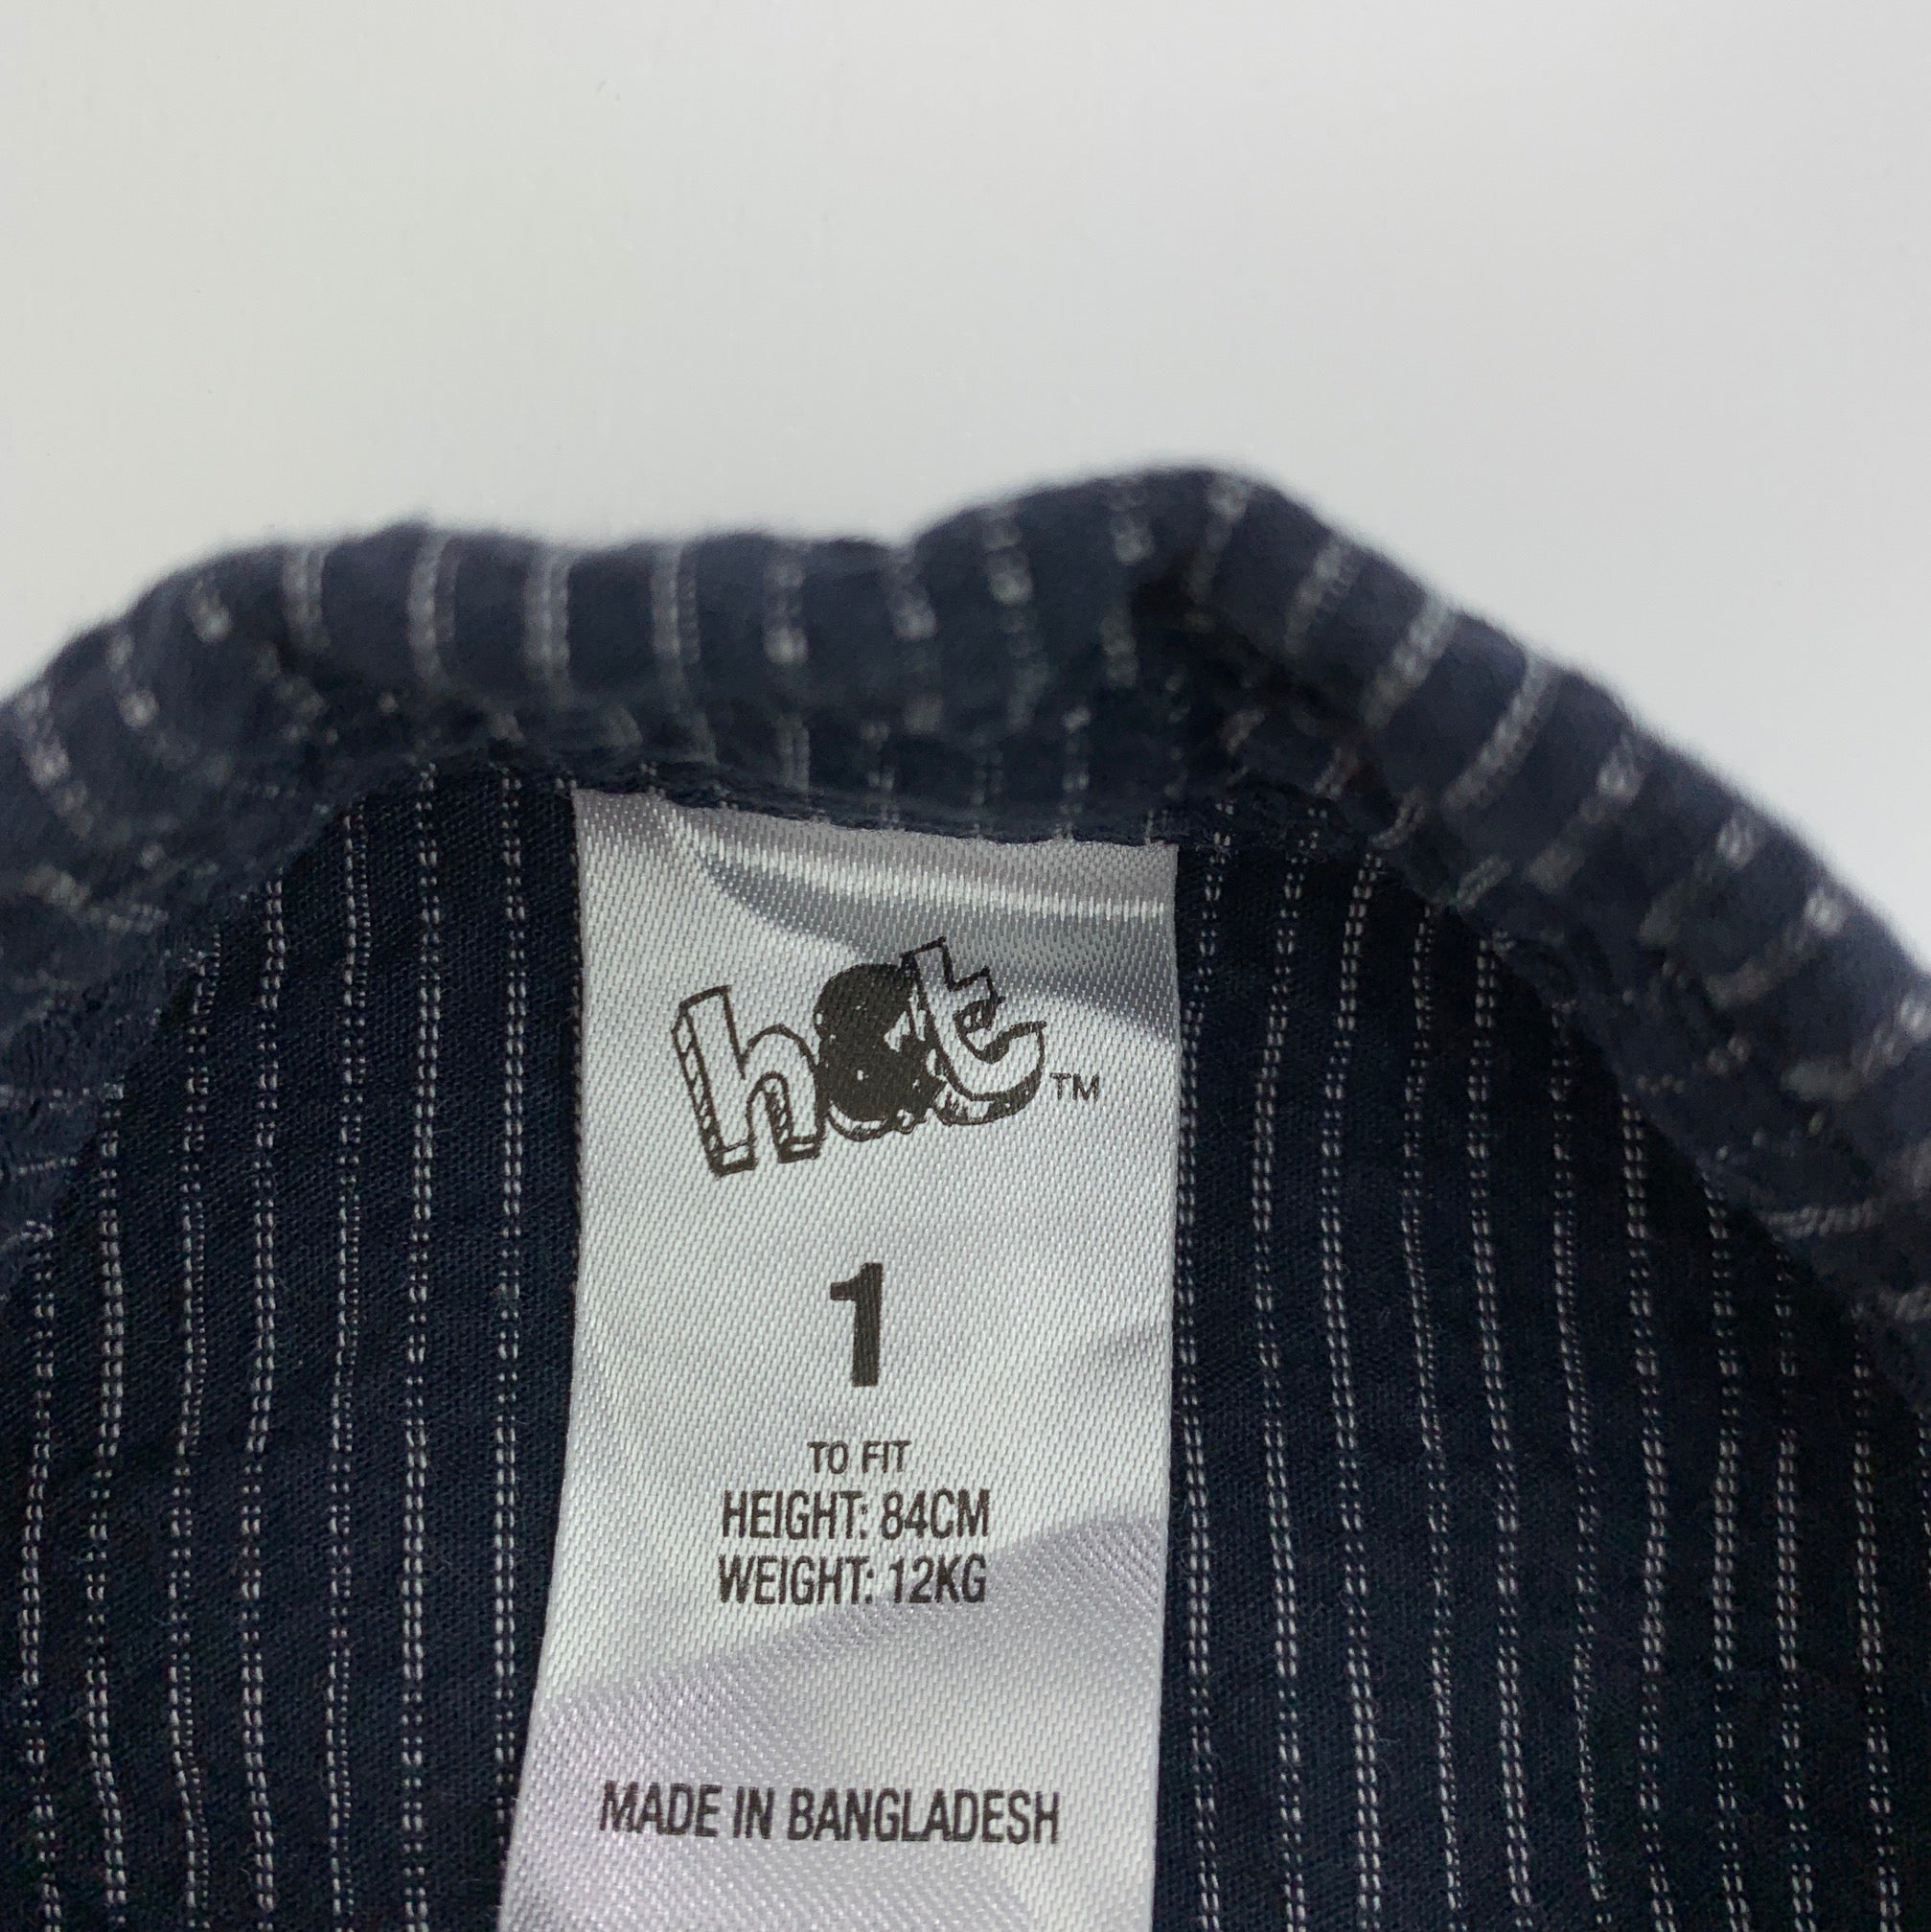 h&t™
1
TO FIT
HEIGHT: 84CM
WEIGHT: 12KG
MADE IN BANGLADESH